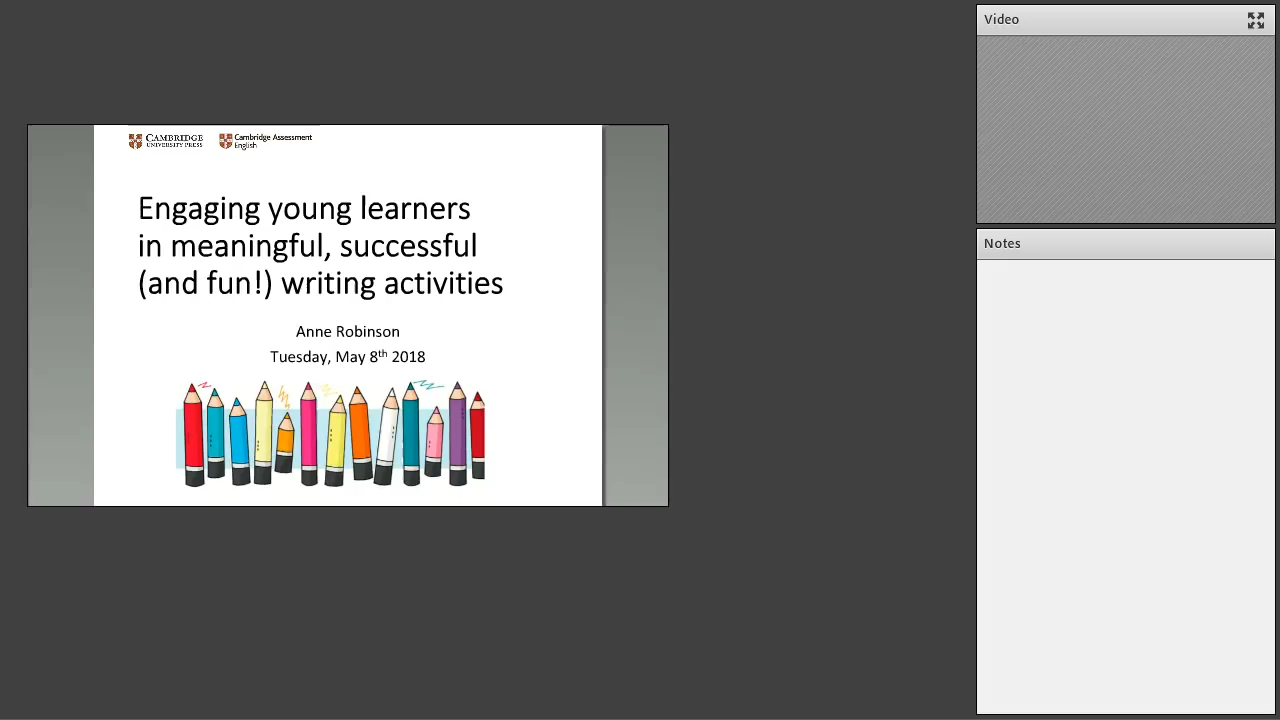 CAMBRIDGE
UNIVERSITY PRESS
Cambridge Assessment
English
Engaging young learners
in meaningful, successful
(and fun!) writing activities
Anne Robinson
Tuesday, May 8th 2018
Video
Notes